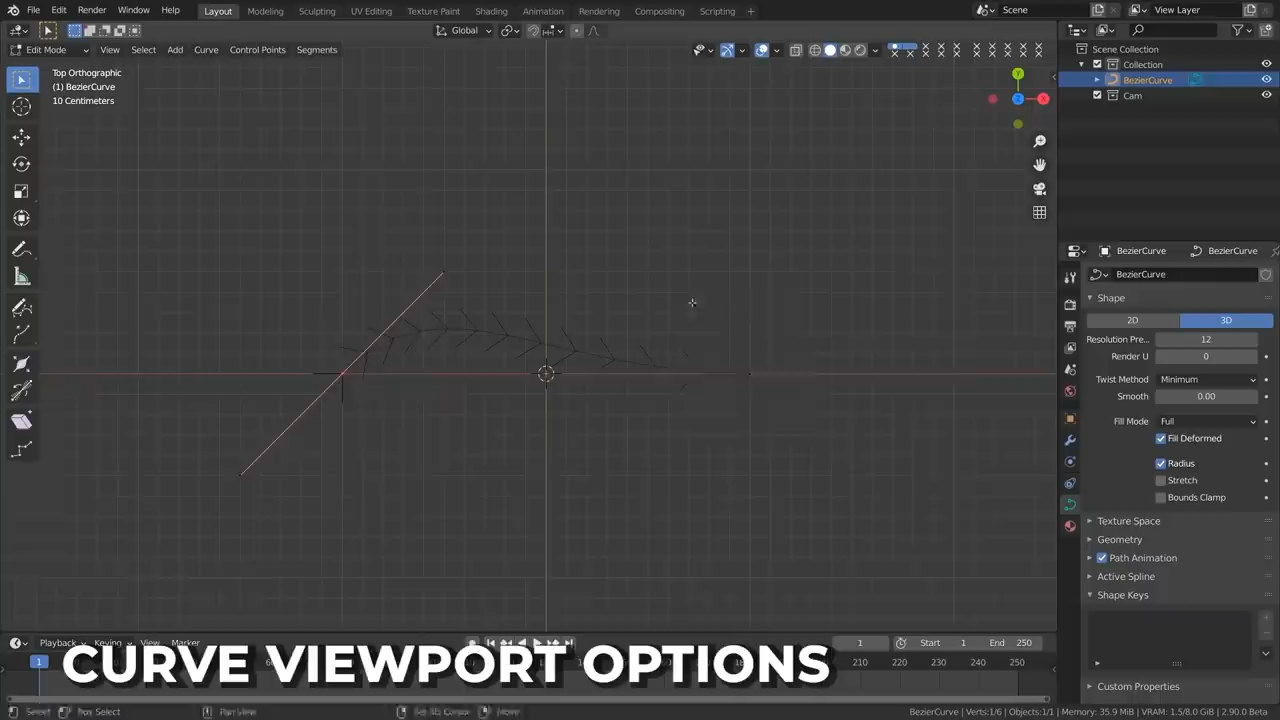 File Edit Render Window Help
Layout Modeling Sculpting UV Editing Texture Paint Shading Animation Rendering Compositing Scripting +
Scene
View Layer
Global
Edit Mode View Select Add Curve Control Points Segments
Top Orthographic
(1) BezierCurve
10 Centimeters
Y
X
Z
Scene Collection
Collection
BezierCurve
Cam
BezierCurve BezierCurve
BezierCurve
Shape
2D 3D
Resolution Pre... 12
Render U 0
Twist Method Minimum
Smooth 0.00
Fill Mode Full
Fill Deformed
Radius
Stretch
Bounds Clamp
Texture Space
Geometry
Path Animation
Active Spline
Shape Keys
Custom Properties
Playback Keying View Marker
1 Start 1 End 250
1 210 220 230 240 250
CURVE VIEWPORT OPTIONS
Select Box Select Pan View Move
BezierCurve | Verts:1/6 | Objects:1/1 | Memory: 35.9 MiB | VRAM: 1.5/8.0 GiB | 2.90.0 Beta